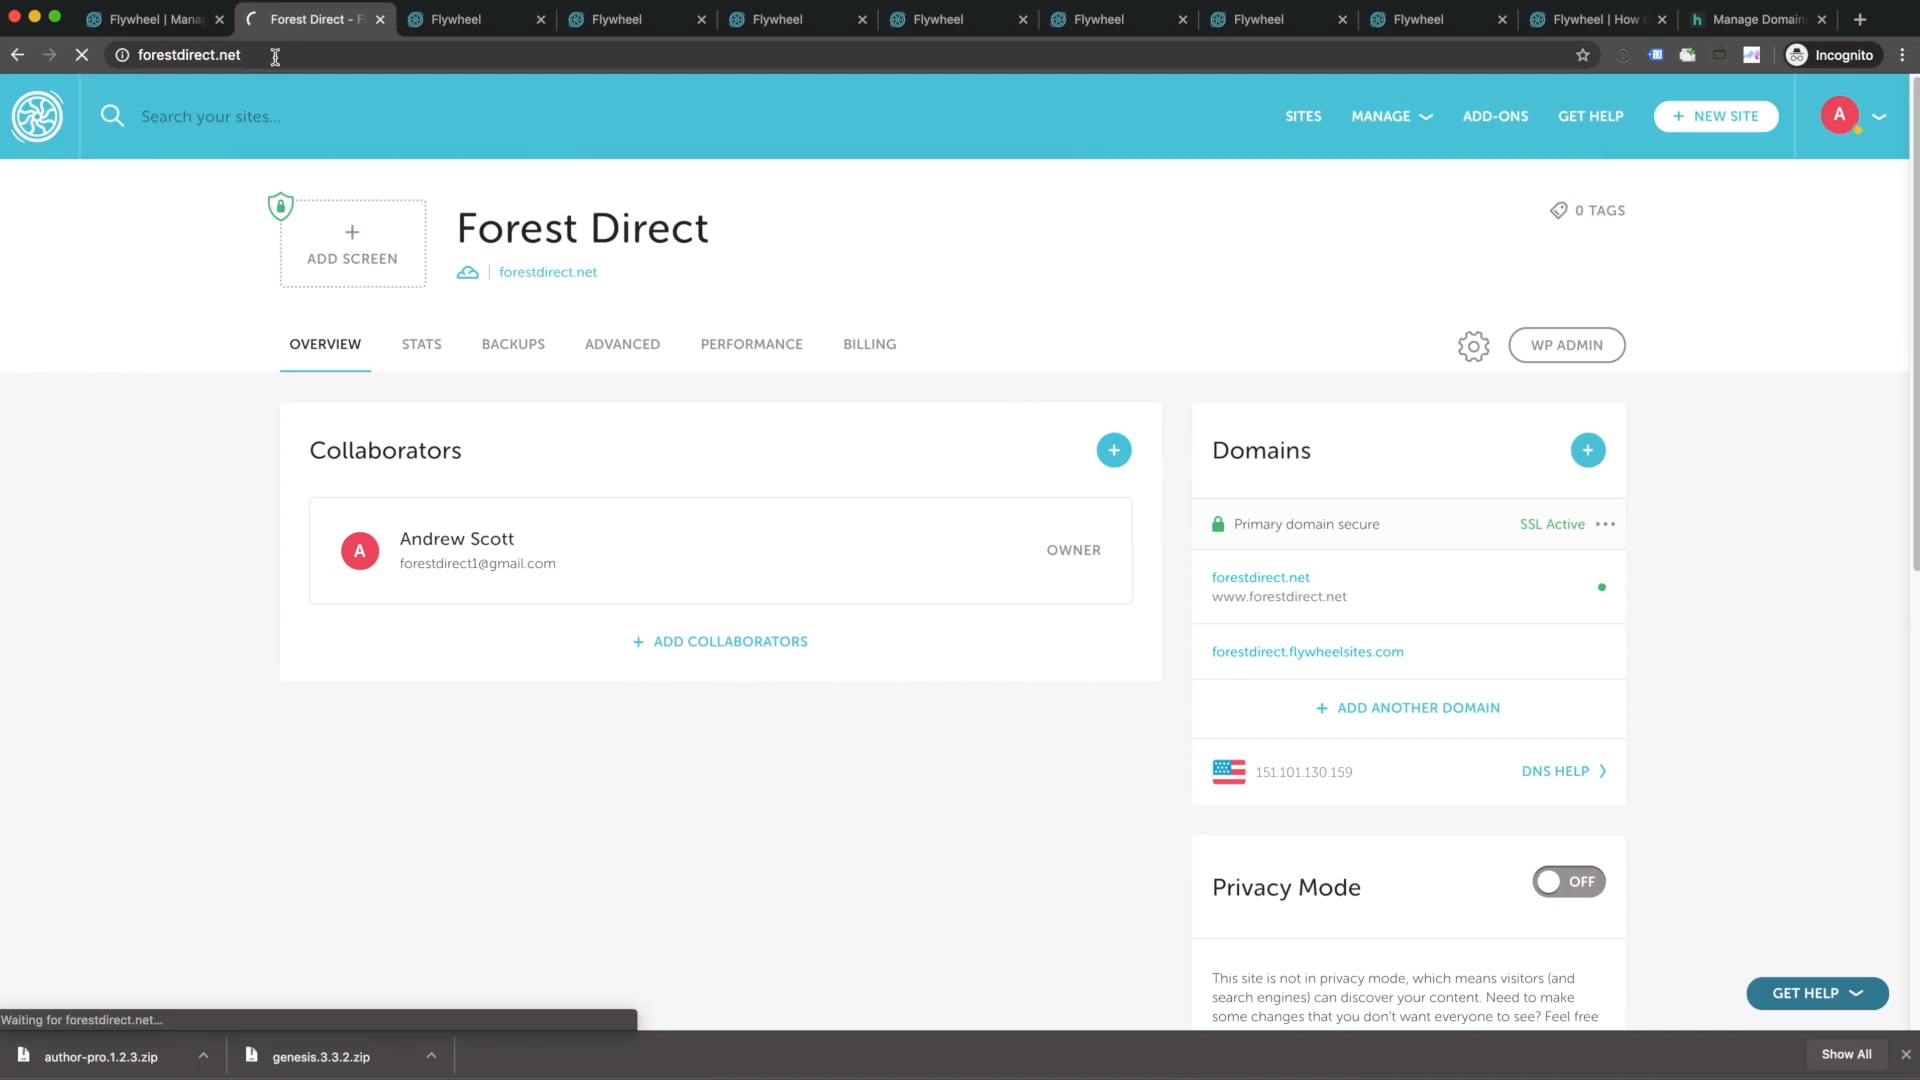 Flywheel | Mana
Forest Direct - F
Flywheel
Flywheel
Flywheel
Flywheel
Flywheel
Flywheel
Flywheel
Flywheel | How
Manage Domain
forestdirect.net
Incognito
Search your sites...
SITES
MANAGE
ADD-ONS
GET HELP
+ NEW SITE
A
+
ADD SCREEN
Forest Direct
forestdirect.net
0 TAGS
OVERVIEW
STATS
BACKUPS
ADVANCED
PERFORMANCE
BILLING
WP ADMIN
Collaborators
+
A
Andrew Scott
forestdirect1@gmail.com
OWNER
+ ADD COLLABORATORS
Domains
+
Primary domain secure
SSL Active
forestdirect.net
www.forestdirect.net
forestdirect.flywheelsites.com
+ ADD ANOTHER DOMAIN
151.101.130.159
DNS HELP
Privacy Mode
OFF
This site is not in privacy mode, which means visitors (and
search engines) can discover your content. Need to make
some changes that you don't want everyone to see? Feel free
GET HELP
Waiting for forestdirect.net...
author-pro.1.2.3.zip
genesis.3.3.2.zip
Show All